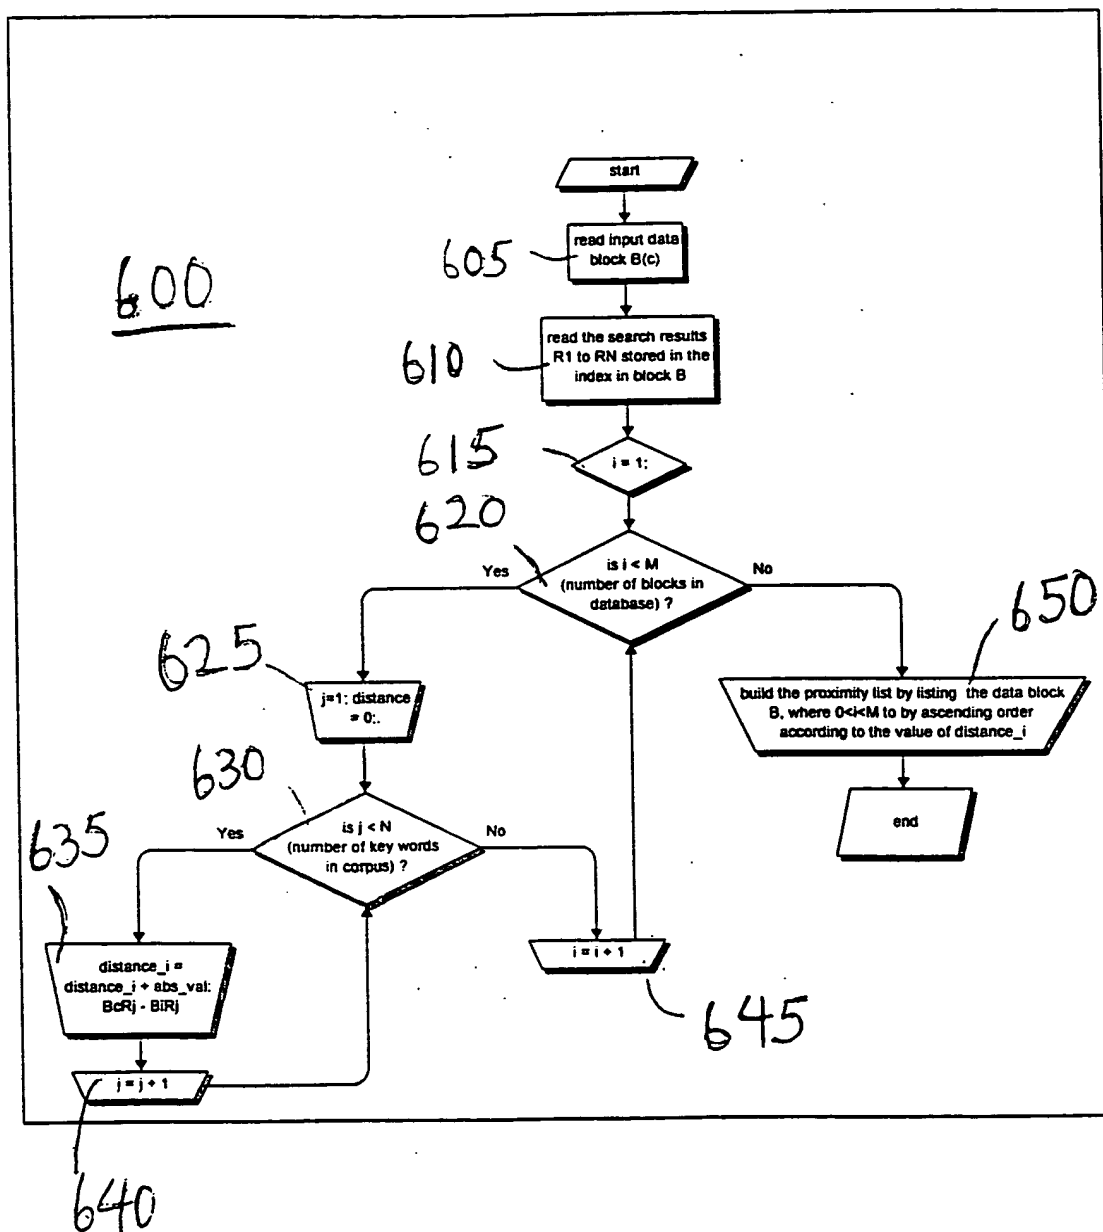 start
read input data
block B(c)
605
600
read the search results
R1 to RN stored in the
index in block B
610
615
i = 1;
620
is i < M
(number of blocks in
database) ?
Yes
No
650
625
j=1; distance
= 0;.
build the proximity list by listing the data block
B, where 0<i<M to by ascending order
according to the value of distance_i
630
is j < N
(number of key words
in corpus) ?
Yes
No
end
635
distance_i =
distance_i + abs_val:
BcRj - BiRj
i = i + 1
645
j = j + 1
640